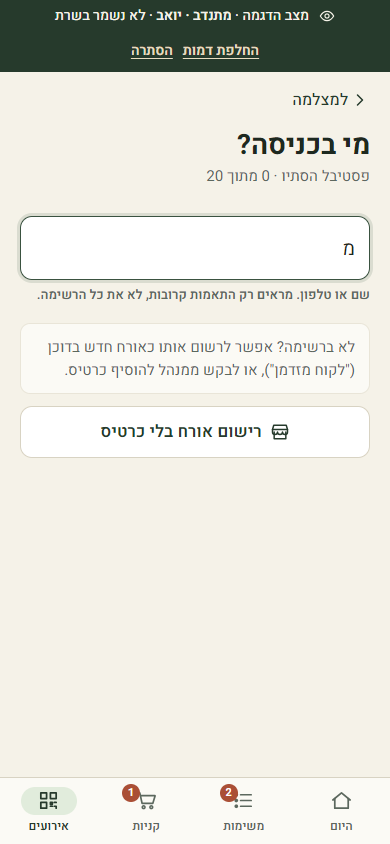 מצב הדגמה · מתנדב · יואב · לא נשמר בשרת
החלפת דמות הסתרה
למצלמה
מי בכניסה?
פסטיבל הסתיו · 0 מתוך 20
מ
שם או טלפון. מראים רק התאמות קרובות, לא את כל הרשימה.
לא ברשימה? אפשר לרשום אותו כאורח חדש בדוכן
("לקוח מזדמן"), או לבקש ממנהל להוסיף כרטיס.
רישום אורח בלי כרטיס
2 1
היום משימות קניות אירועים